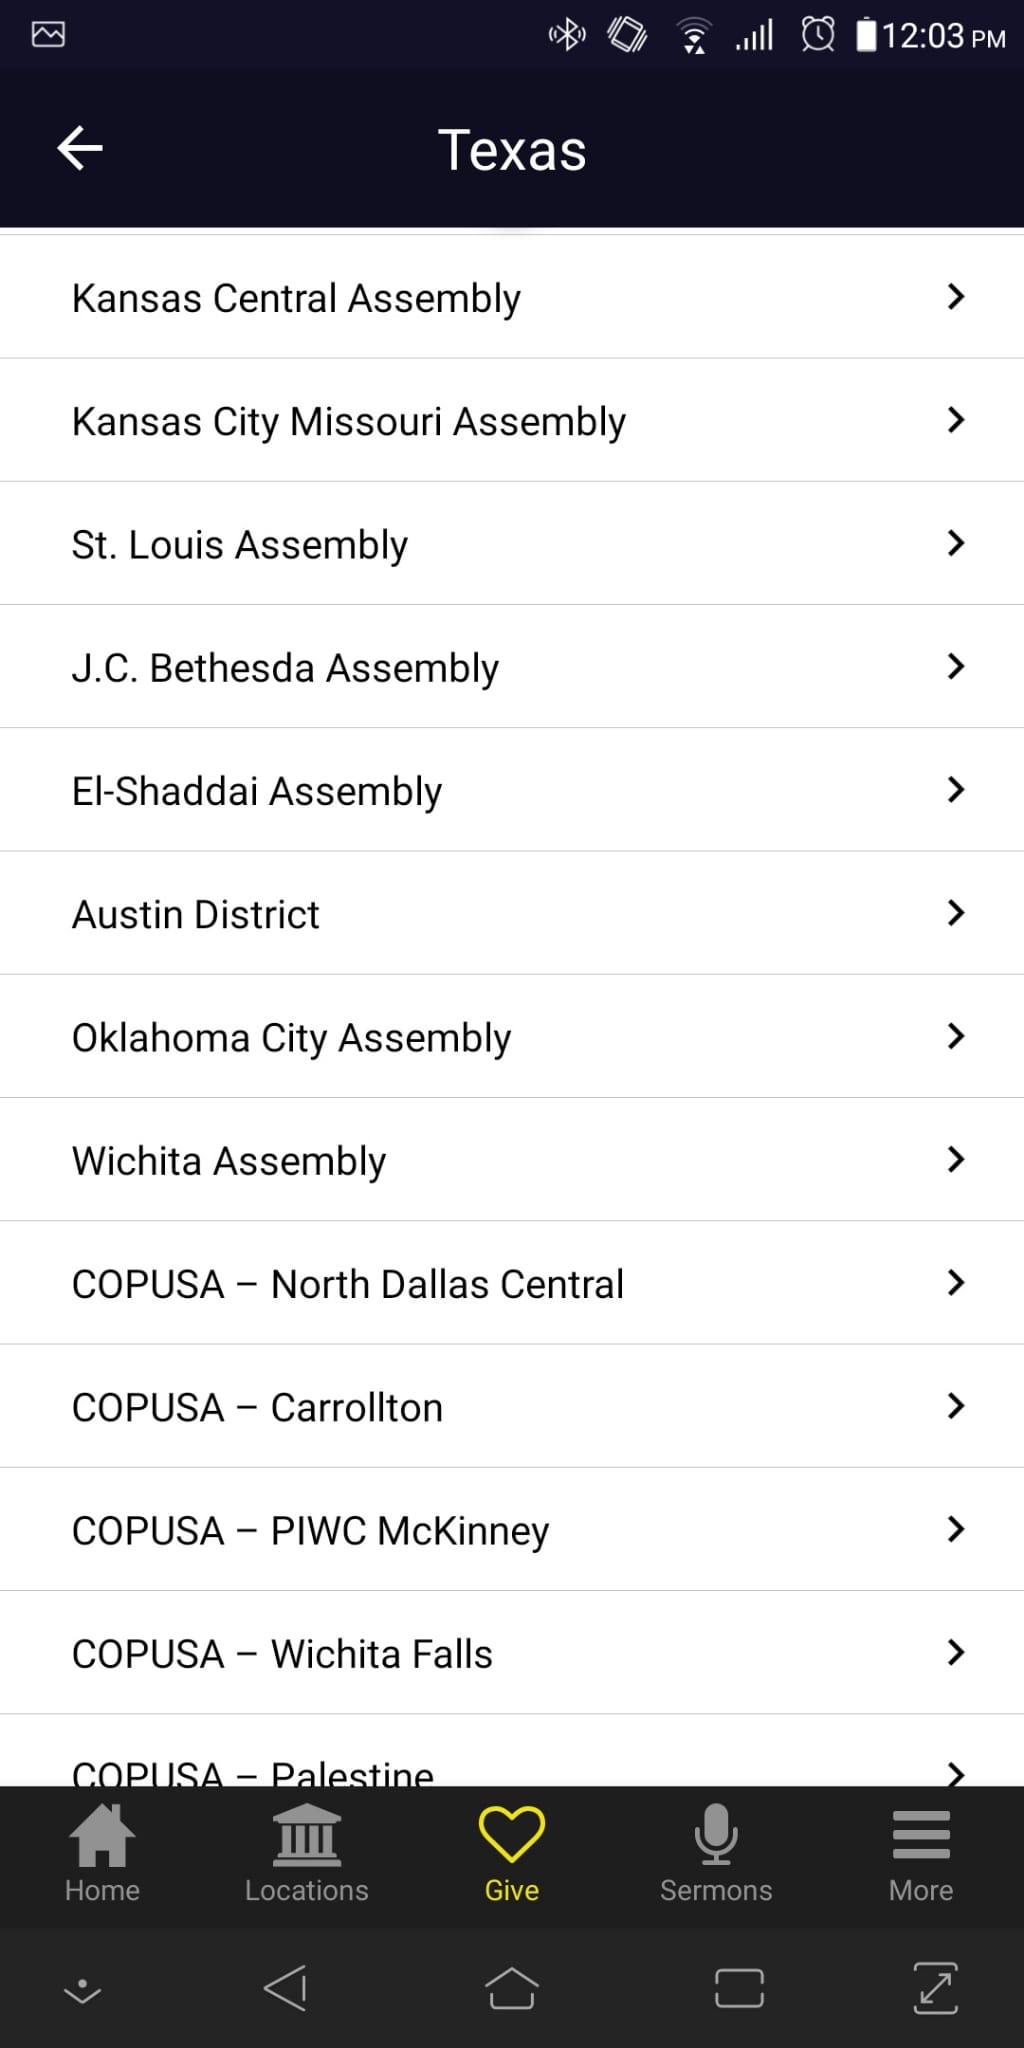 12:03 PM
Texas
Kansas Central Assembly
Kansas City Missouri Assembly
St. Louis Assembly
J.C. Bethesda Assembly
El-Shaddai Assembly
Austin District
Oklahoma City Assembly
Wichita Assembly
COPUSA – North Dallas Central
COPUSA – Carrollton
COPUSA – PIWC McKinney
COPUSA – Wichita Falls
COPUSA – Palestine
Home Locations Give Sermons More